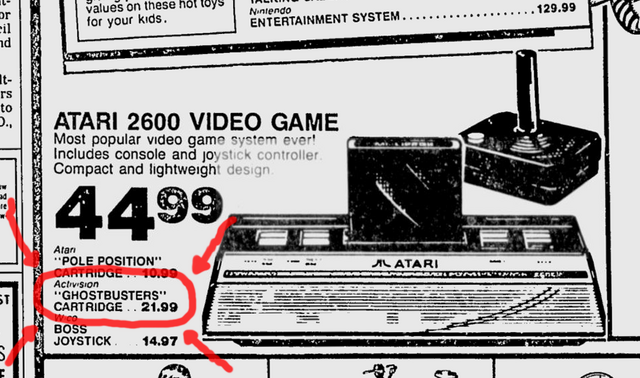 values on these hot toys
for your kids.
Nintendo
ENTERTAINMENT SYSTEM 129.99
ATARI 2600 VIDEO GAME
Most popular video game system ever!
Includes console and joystick controller.
Compact and lightweight design.
44 99
Atari
"POLE POSITION"
CARTRIDGE . . 10.99
Activision
"GHOSTBUSTERS"
CARTRIDGE . . 21.99
Wico
BOSS
JOYSTICK . 14.97
ATARI